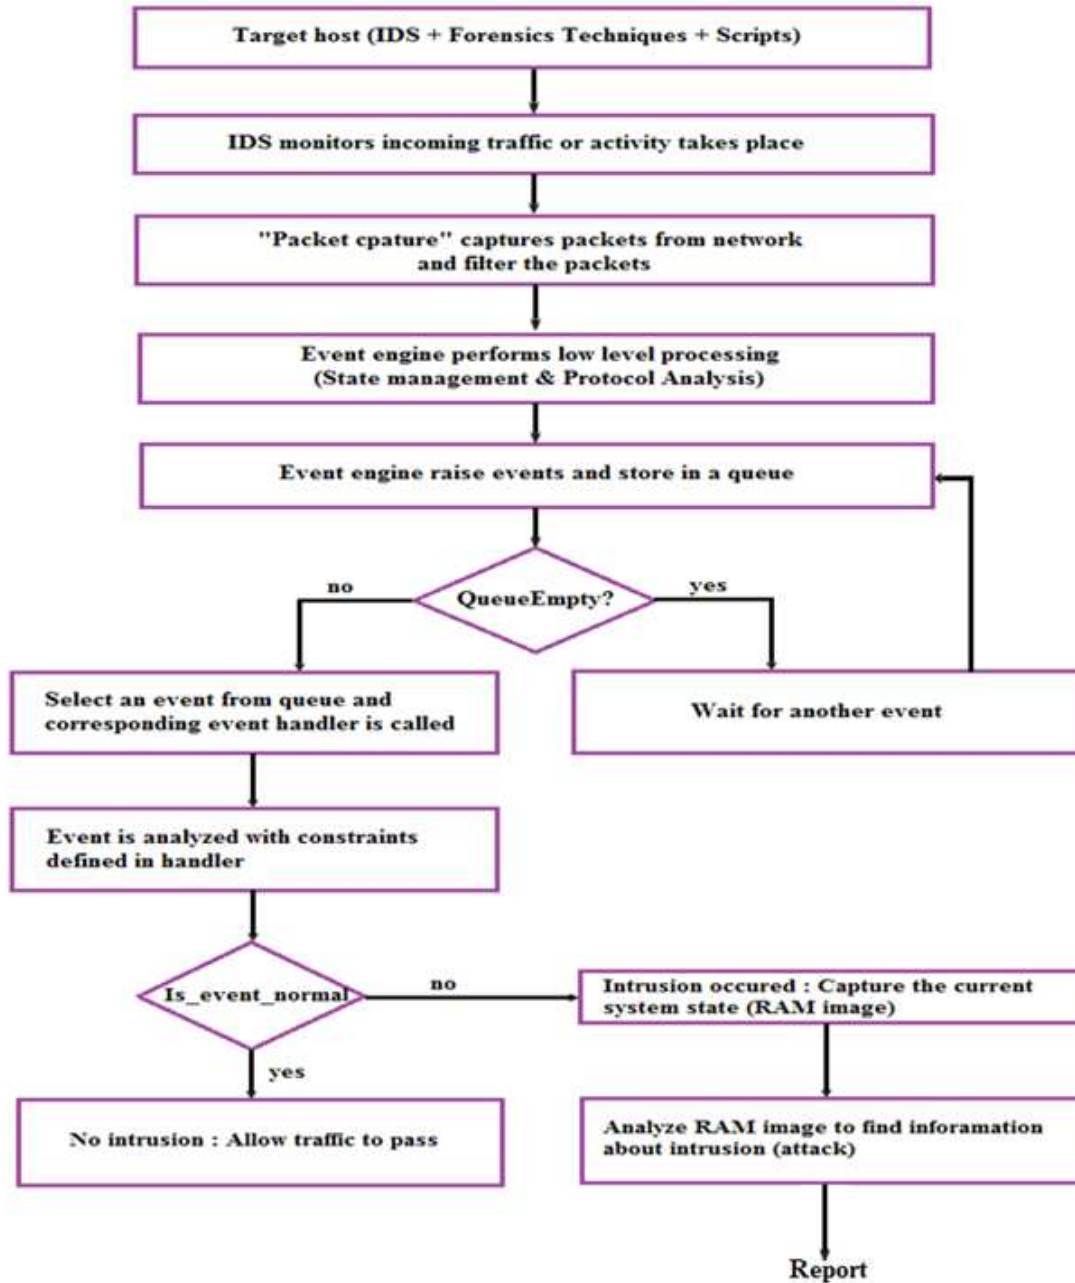 Target host (IDS + Forensics Techniques + Scripts)
IDS monitors incoming traffic or activity takes place
"Packet cpature" captures packets from network
and filter the packets
Event engine performs low level processing
(State management & Protocol Analysis)
Event engine raise events and store in a queue
no
QueueEmpty?
yes
Select an event from queue and
corresponding event handler is called
Wait for another event
Event is analyzed with constraints
defined in handler
Is_event_normal
no
Intrusion occured : Capture the current
system state (RAM image)
yes
No intrusion : Allow traffic to pass
Analyze RAM image to find inforamation
about intrusion (attack)
Report